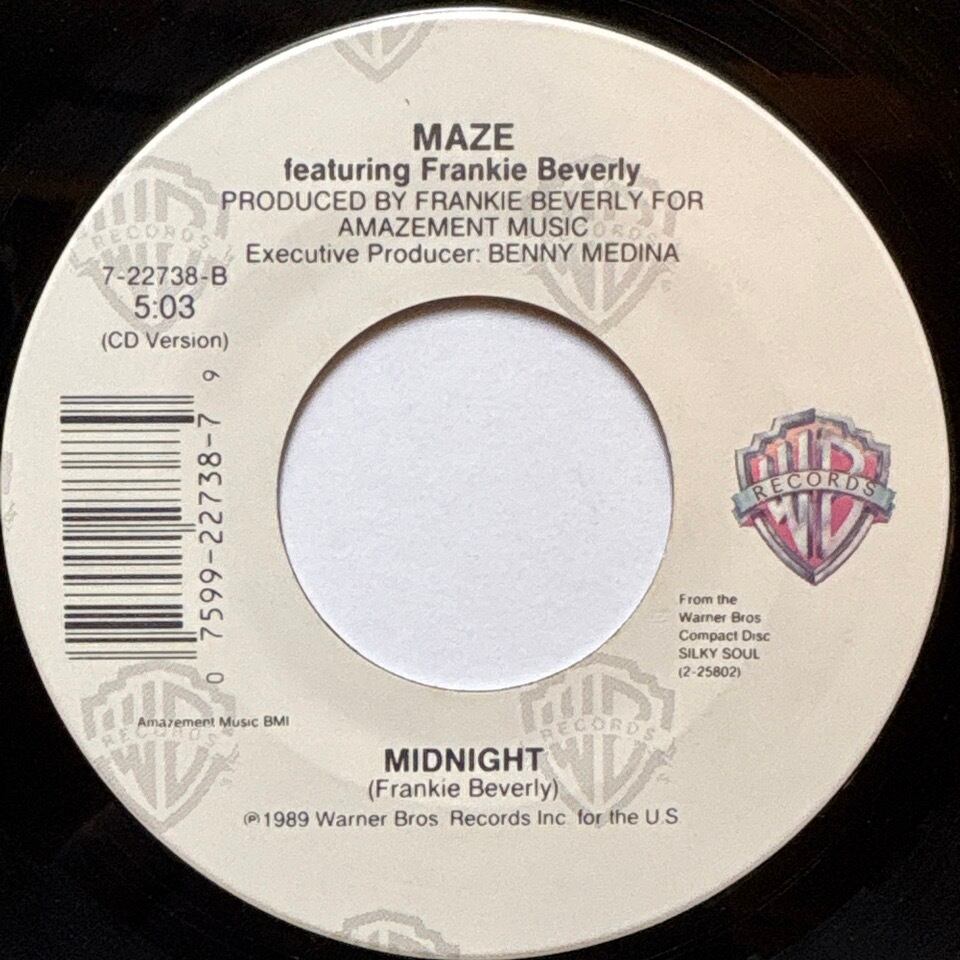 MAZE
featuring Frankie Beverly
PRODUCED BY FRANKIE BEVERLY FOR
AMAZEMENT MUSIC
Executive Producer: BENNY MEDINA
7-22738-B
5:03
(CD Version)
0 7599-22738-7 9
WB
RECORDS
From the
Warner Bros
Compact Disc
SILKY SOUL
(2-25802)
Amazement Music BMI
MIDNIGHT
(Frankie Beverly)
℗1989 Warner Bros. Records Inc. for the U.S.